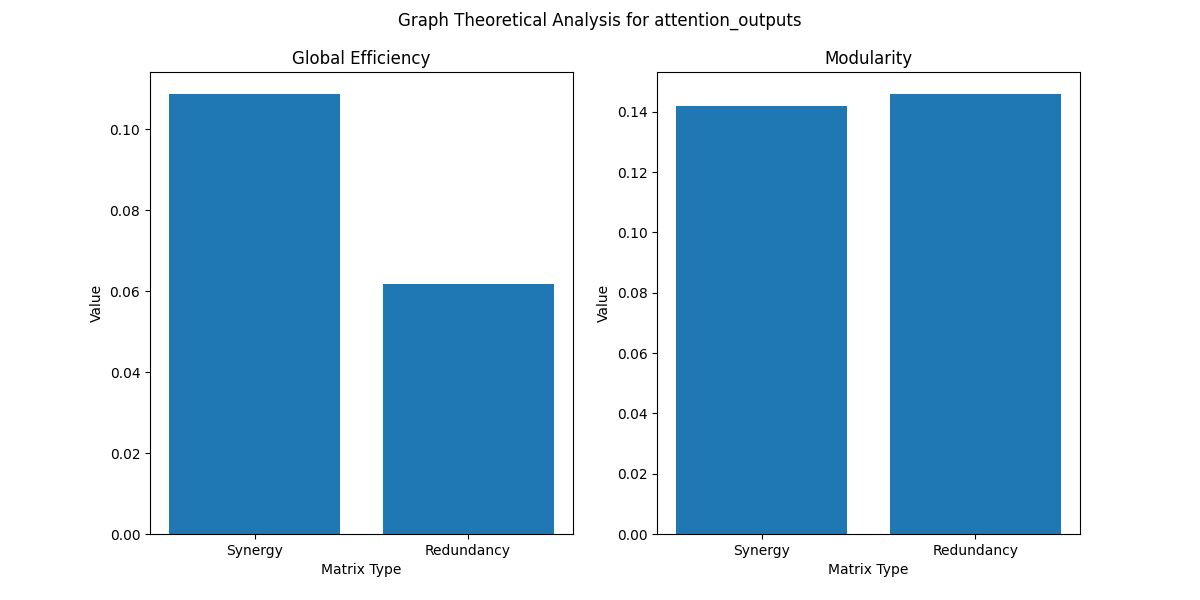 Graph Theoretical Analysis for attention_outputs
Global Efficiency
Value
0.10
0.08
0.06
0.04
0.02
0.00
Synergy
Redundancy
Matrix Type
Modularity
Value
0.14
0.12
0.10
0.08
0.06
0.04
0.02
0.00
Synergy
Redundancy
Matrix Type